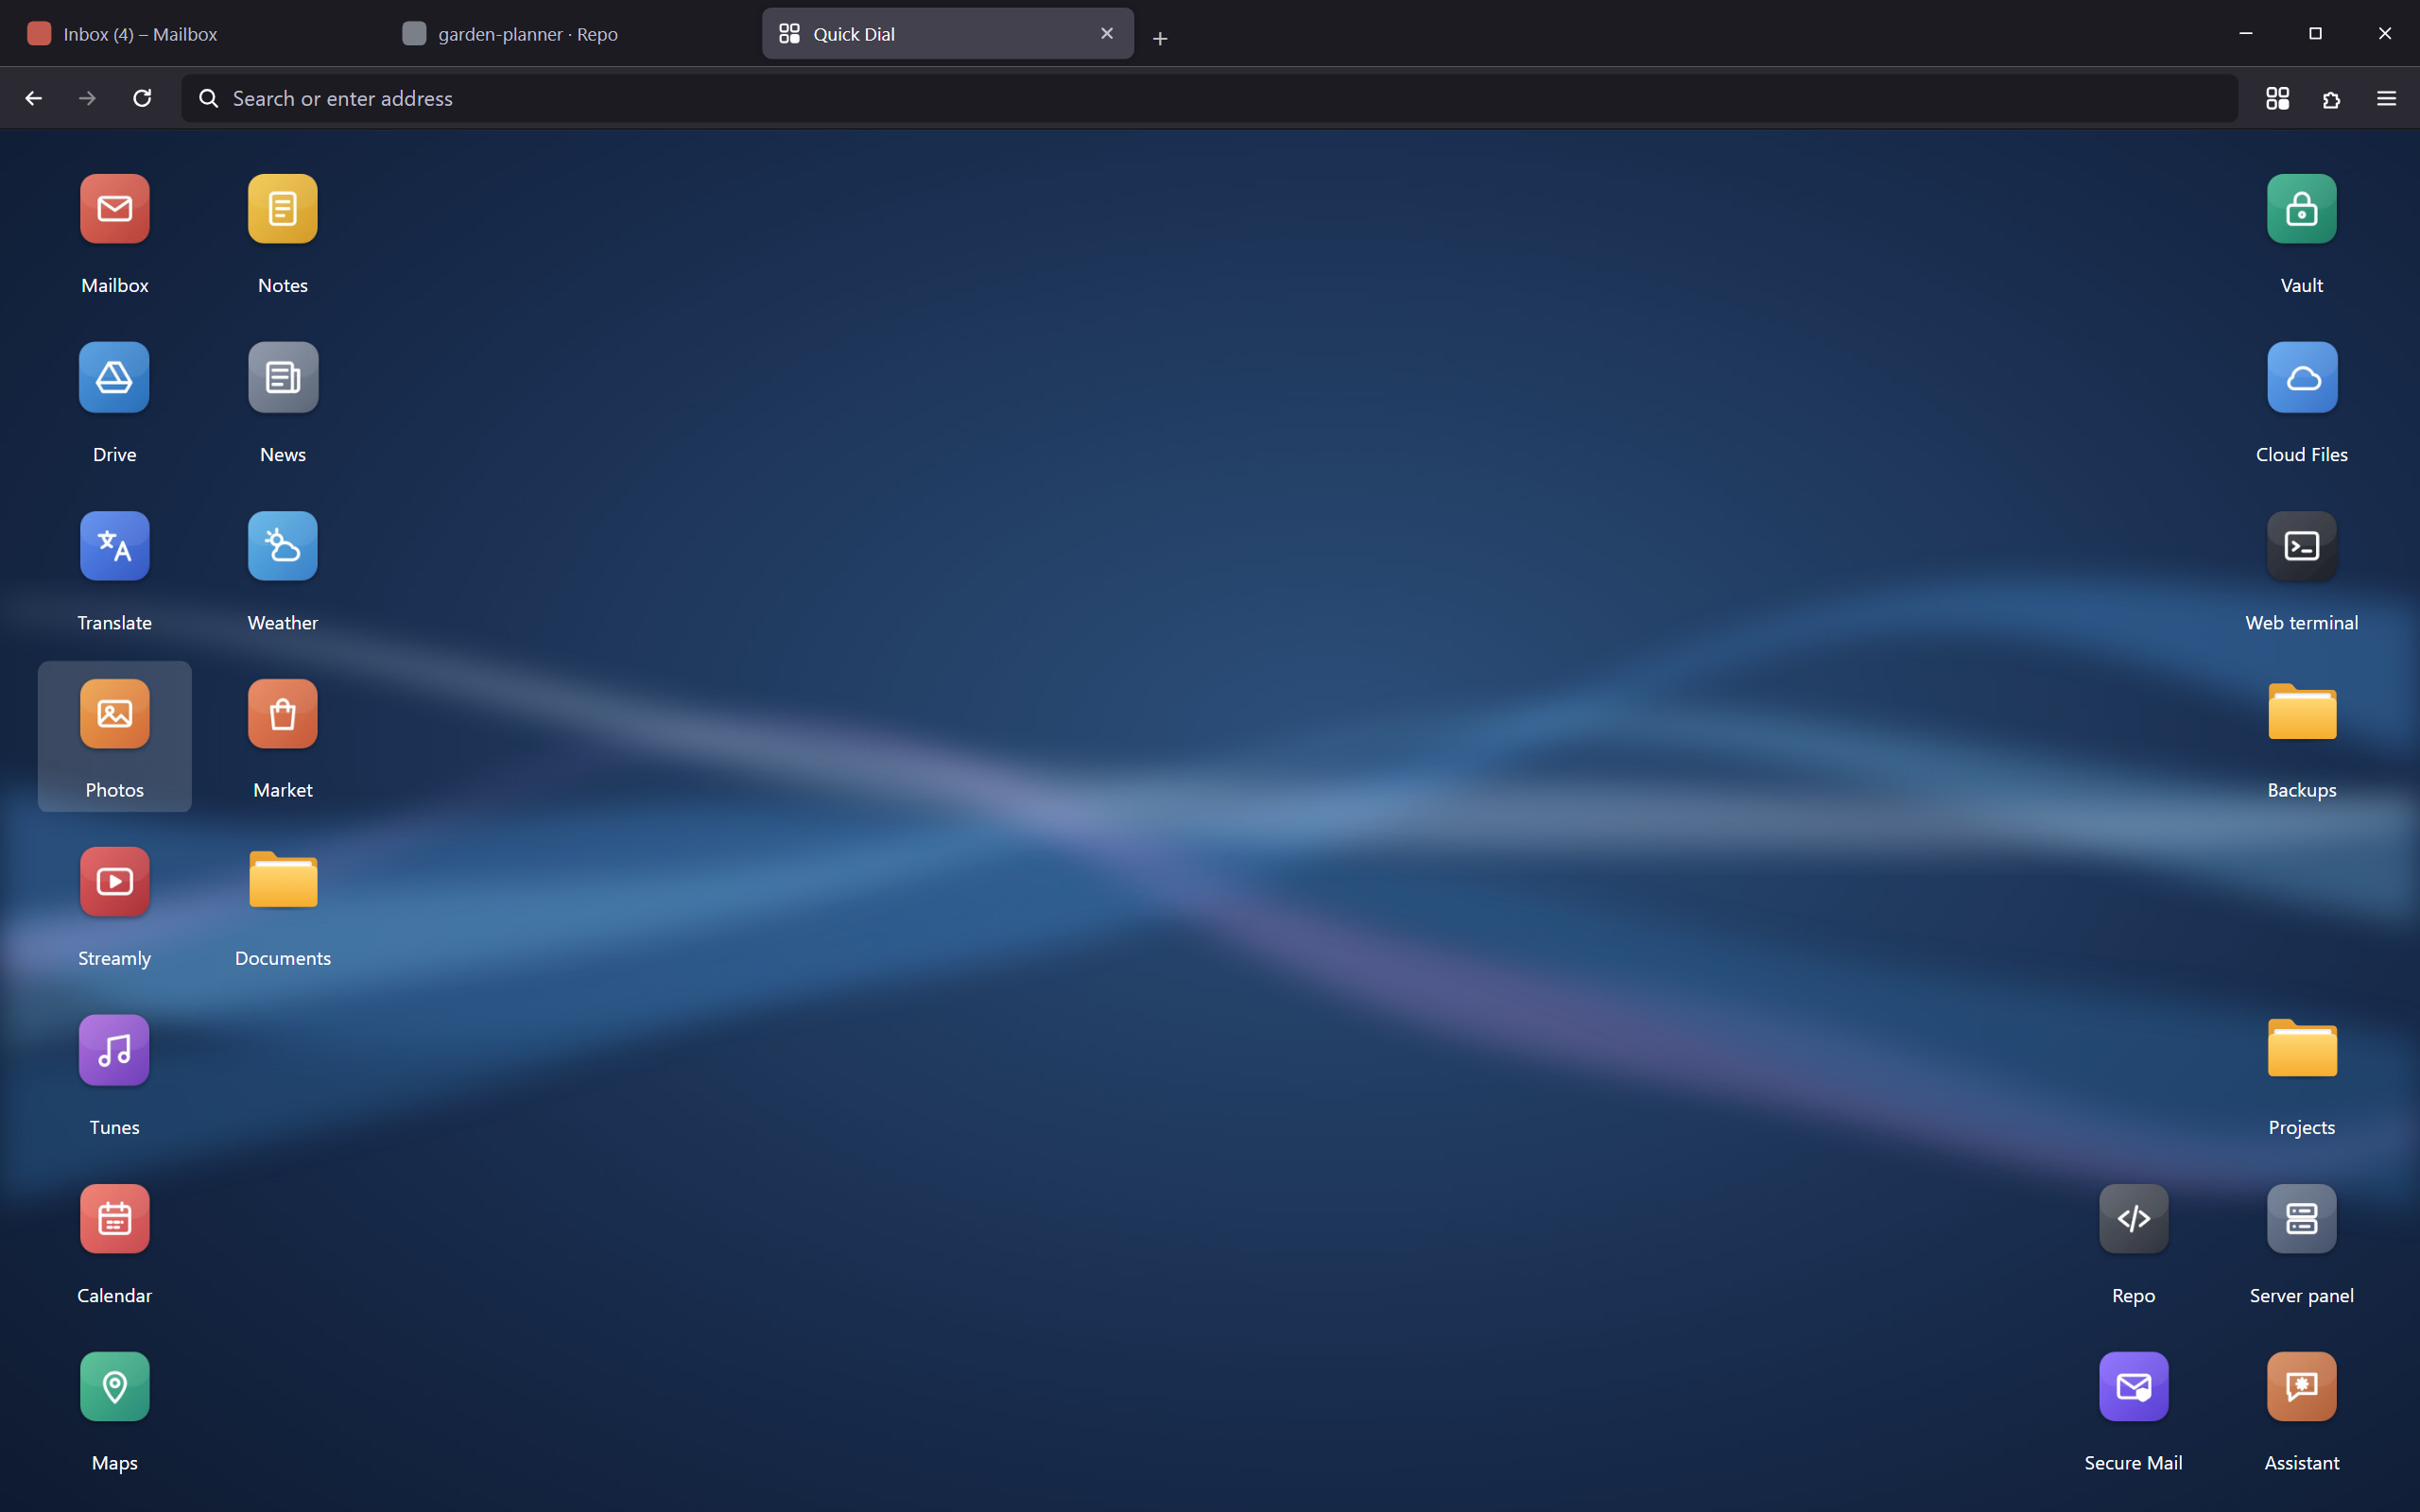 Inbox (4) – Mailbox
garden-planner · Repo
Quick Dial
Search or enter address
Mailbox
Notes
Vault
Drive
News
Cloud Files
Translate
Weather
Web terminal
Photos
Market
Backups
Streamly
Documents
Tunes
Projects
Calendar
Repo
Server panel
Maps
Secure Mail
Assistant